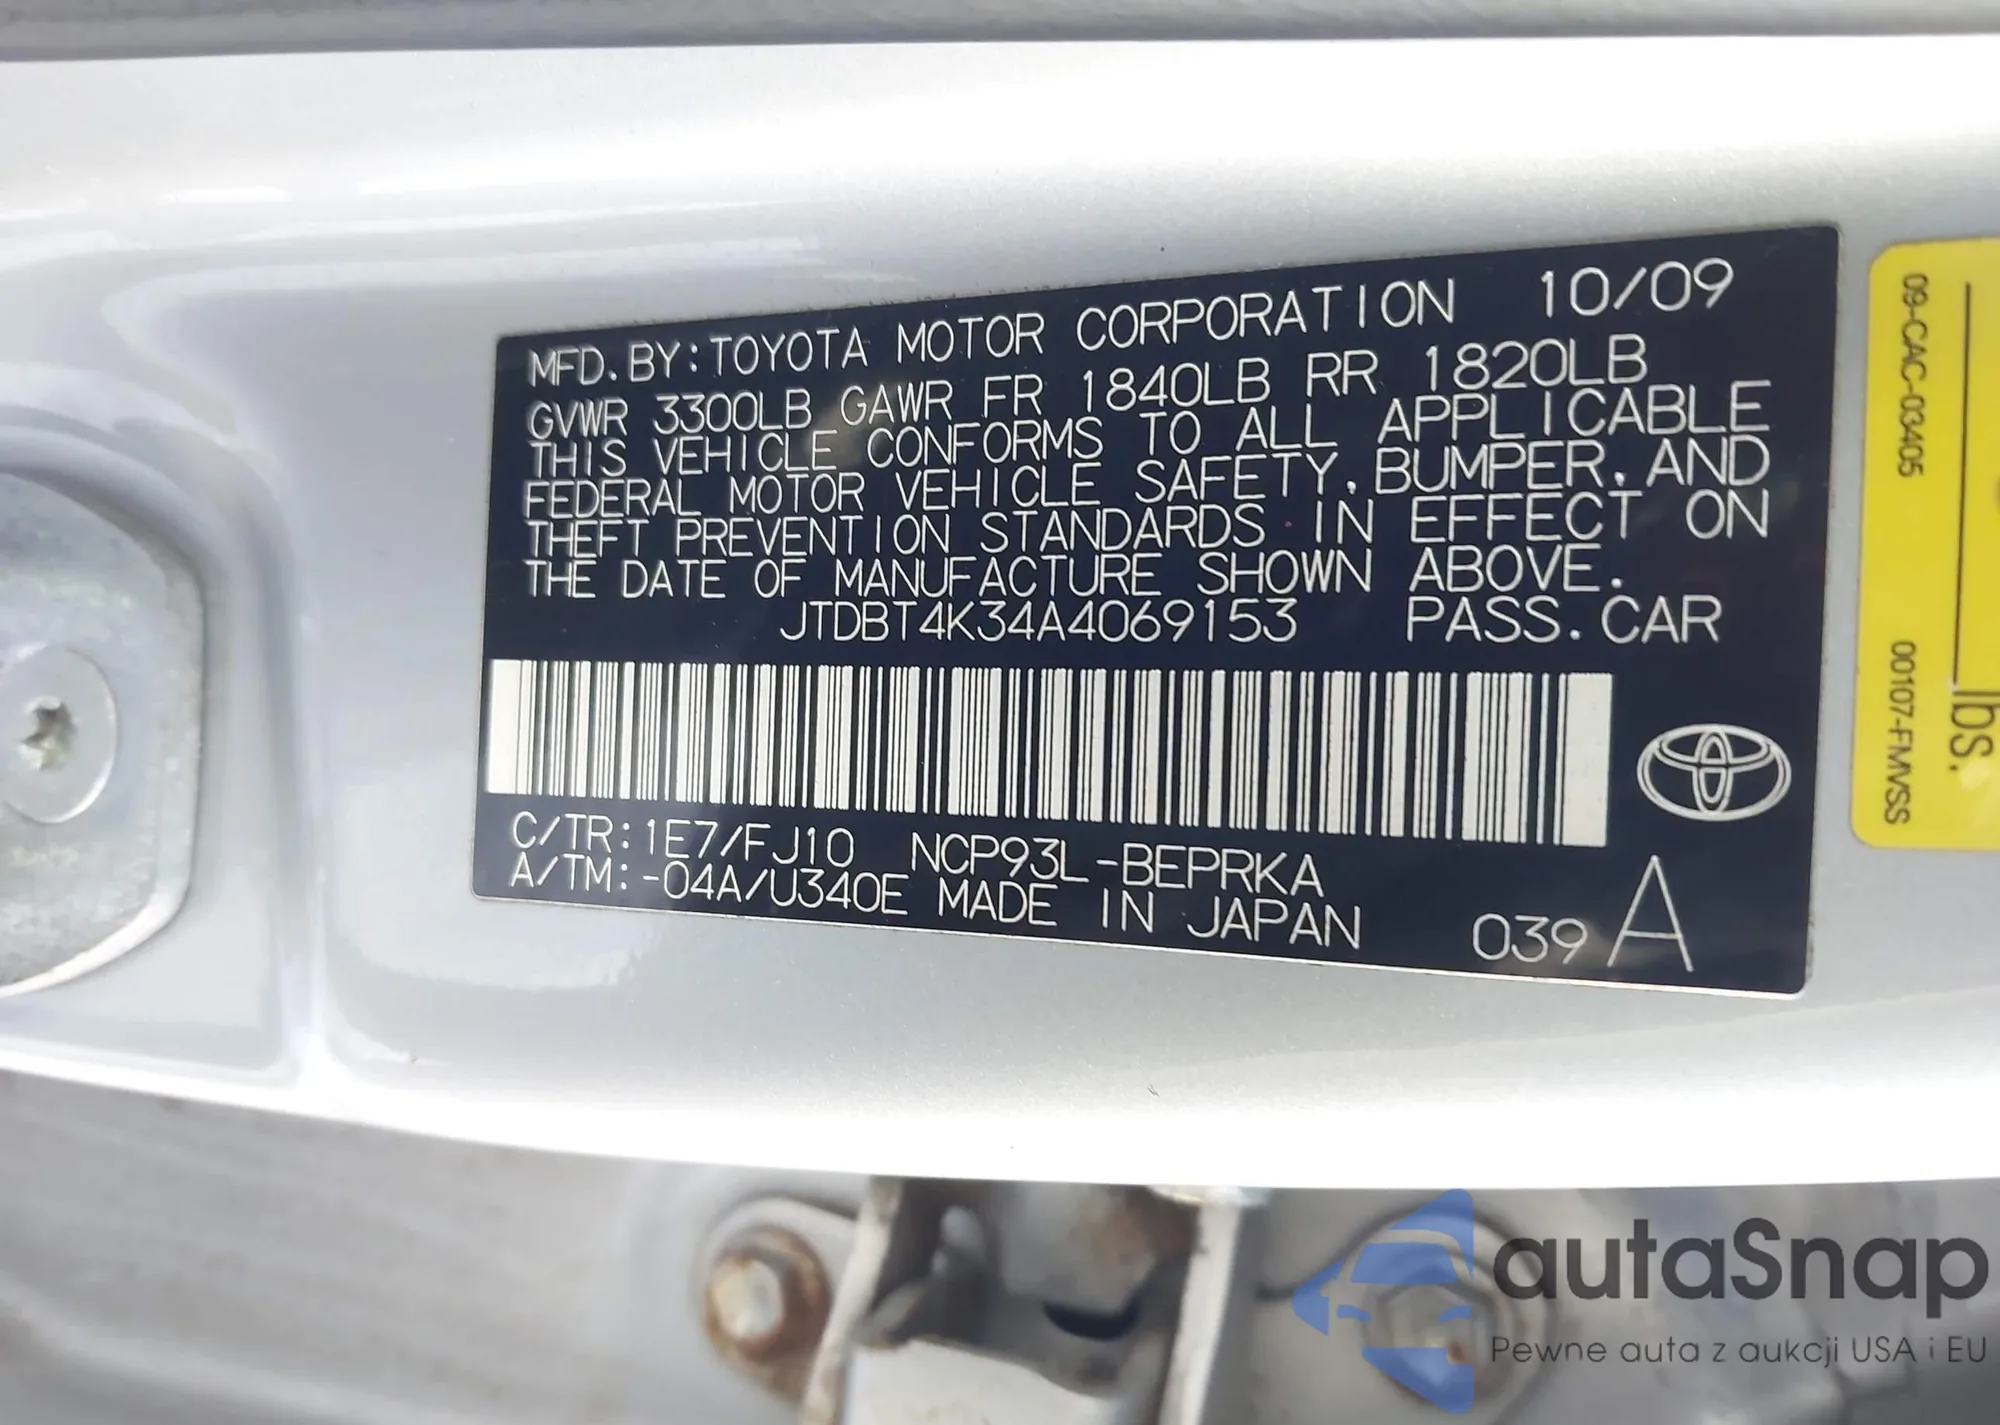 MFD. BY: TOYOTA MOTOR CORPORATION 10/09
GVWR 3300LB GAWR FR 1840LB RR 1820LB
THIS VEHICLE CONFORMS TO ALL APPLICABLE
FEDERAL MOTOR VEHICLE SAFETY, BUMPER, AND
THEFT PREVENTION STANDARDS IN EFFECT ON
THE DATE OF MANUFACTURE SHOWN ABOVE.
JTDBT4K34A4069153 PASS. CAR
C/TR: 1E7/FJ10 NCP93L-BEPRKA
A/TM: -04A/U340E MADE IN JAPAN
039 A
09-CAC-03405
00107-FMVSS
lbs.
autaSnap
Pewne auta z aukcji USA i EU